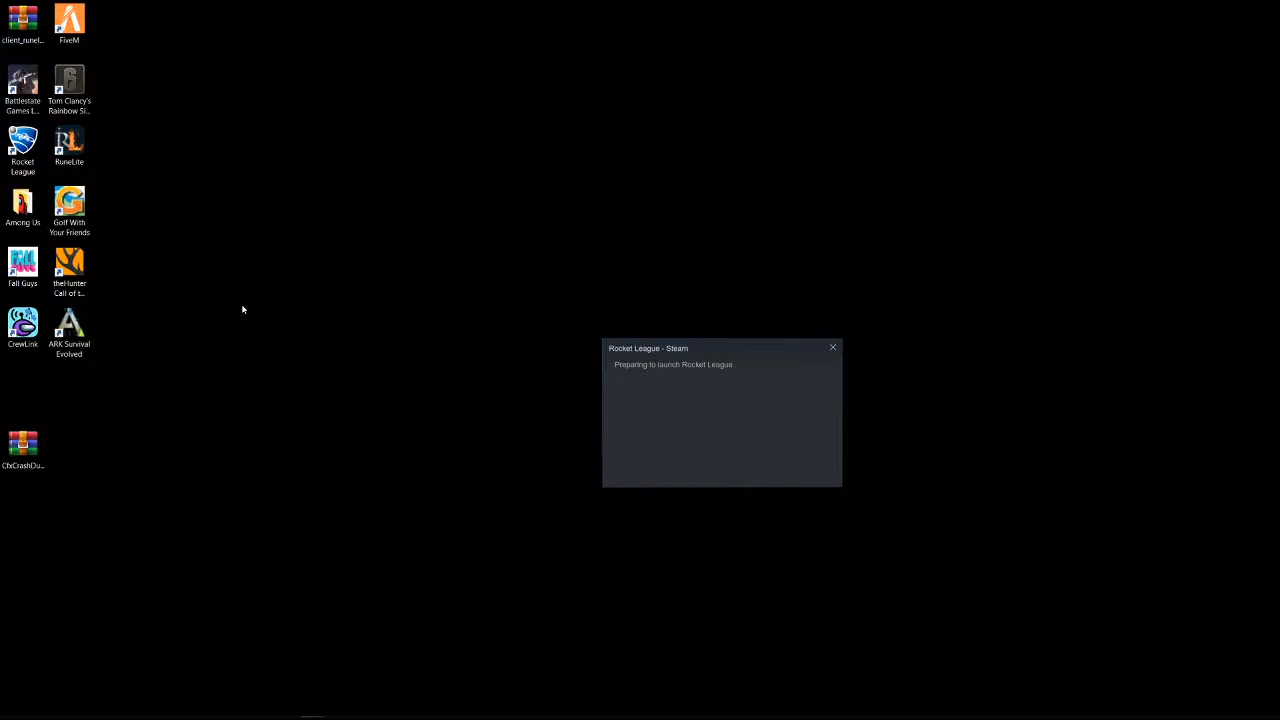 client_runel...
FiveM
Battlestate
Games L...
Tom Clancy's
Rainbow Si...
Rocket
League
RuneLite
Among Us
Golf With
Your Friends
Fall Guys
theHunter
Call of t...
CrewLink
ARK Survival
Evolved
CfxCrashDu...
Rocket League - Steam
Preparing to launch Rocket League